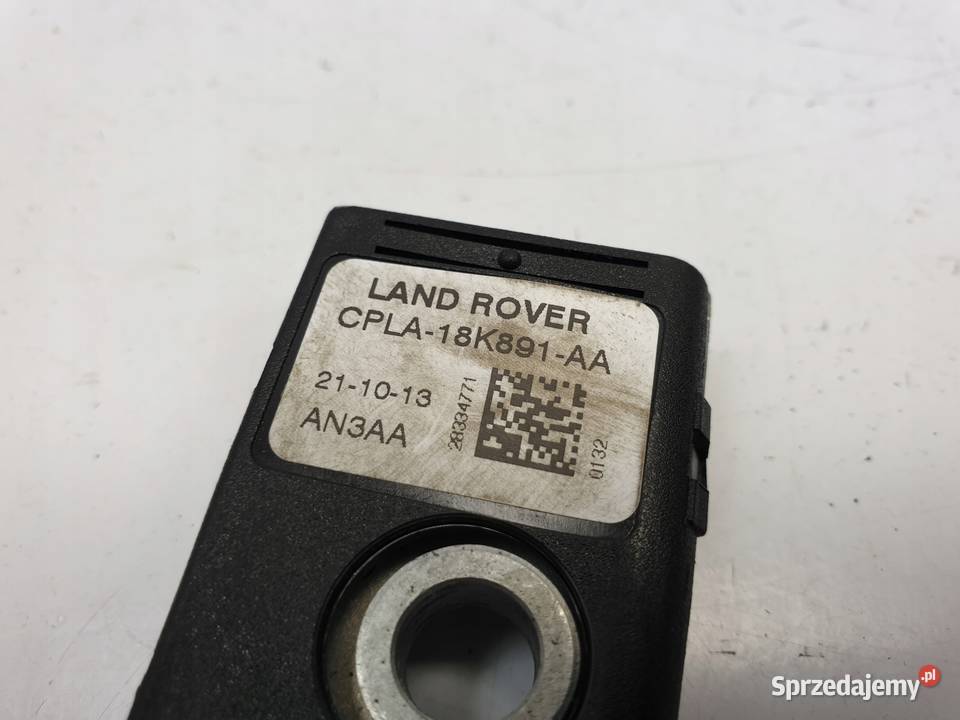 LAND ROVER
CPLA-18K891-AA
21-10-13
AN3AA
28334771
0132
Sprzedajemy.pl